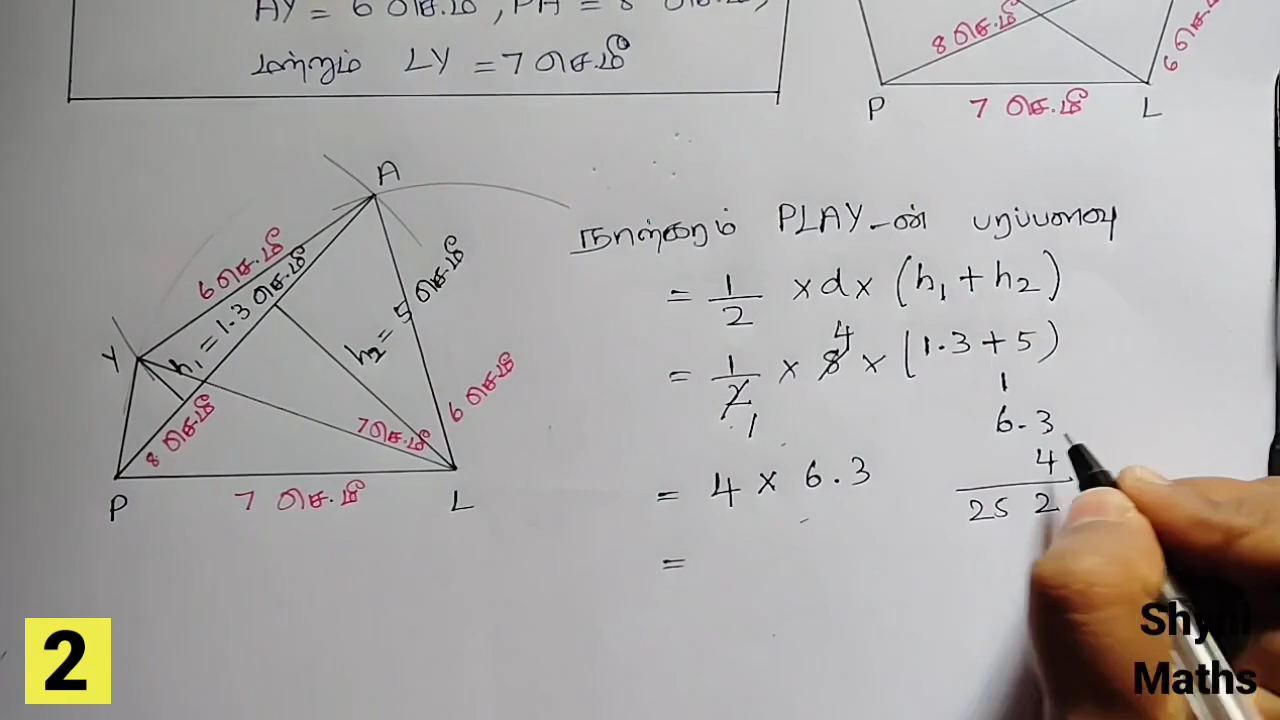 AY = 6 செ.மீ, PA = 8 செ.மீ,
மற்றும் LY = 7 செ.மீ
8 செ.மீ
6 செ.மீ
P
7 செ.மீ
L
A
6 செ.மீ
h₁ = 1.3 செ.மீ
h₂ = 5 செ.மீ
Y
8 செ.மீ
7 செ.மீ
6 செ.மீ
P
7 செ.மீ
L
நாற்கரம் PLAY-ன் பரப்பளவு
= 1/2 × d × (h₁ + h₂)
= 1/2 × 8 × (1.3 + 5)
4
1
= 4 × 6.3
=
1
6.3
4
25 2
2
Shyni
Maths